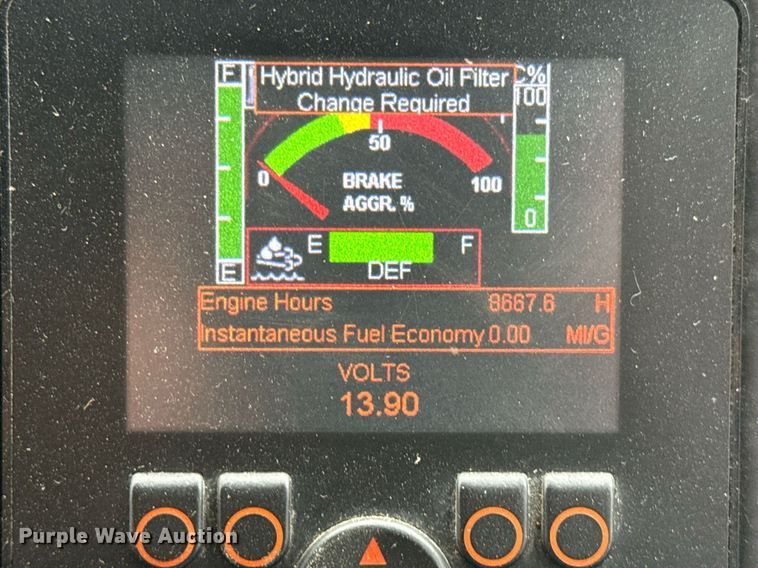 F
Hybrid Hydraulic Oil Filter
Change Required
C%
100
50
0
BRAKE
AGGR. %
100
0
E F
DEF
E
Engine Hours 8667.6 H
Instantaneous Fuel Economy 0.00 MI/G
VOLTS
13.90
Purple Wave Auction